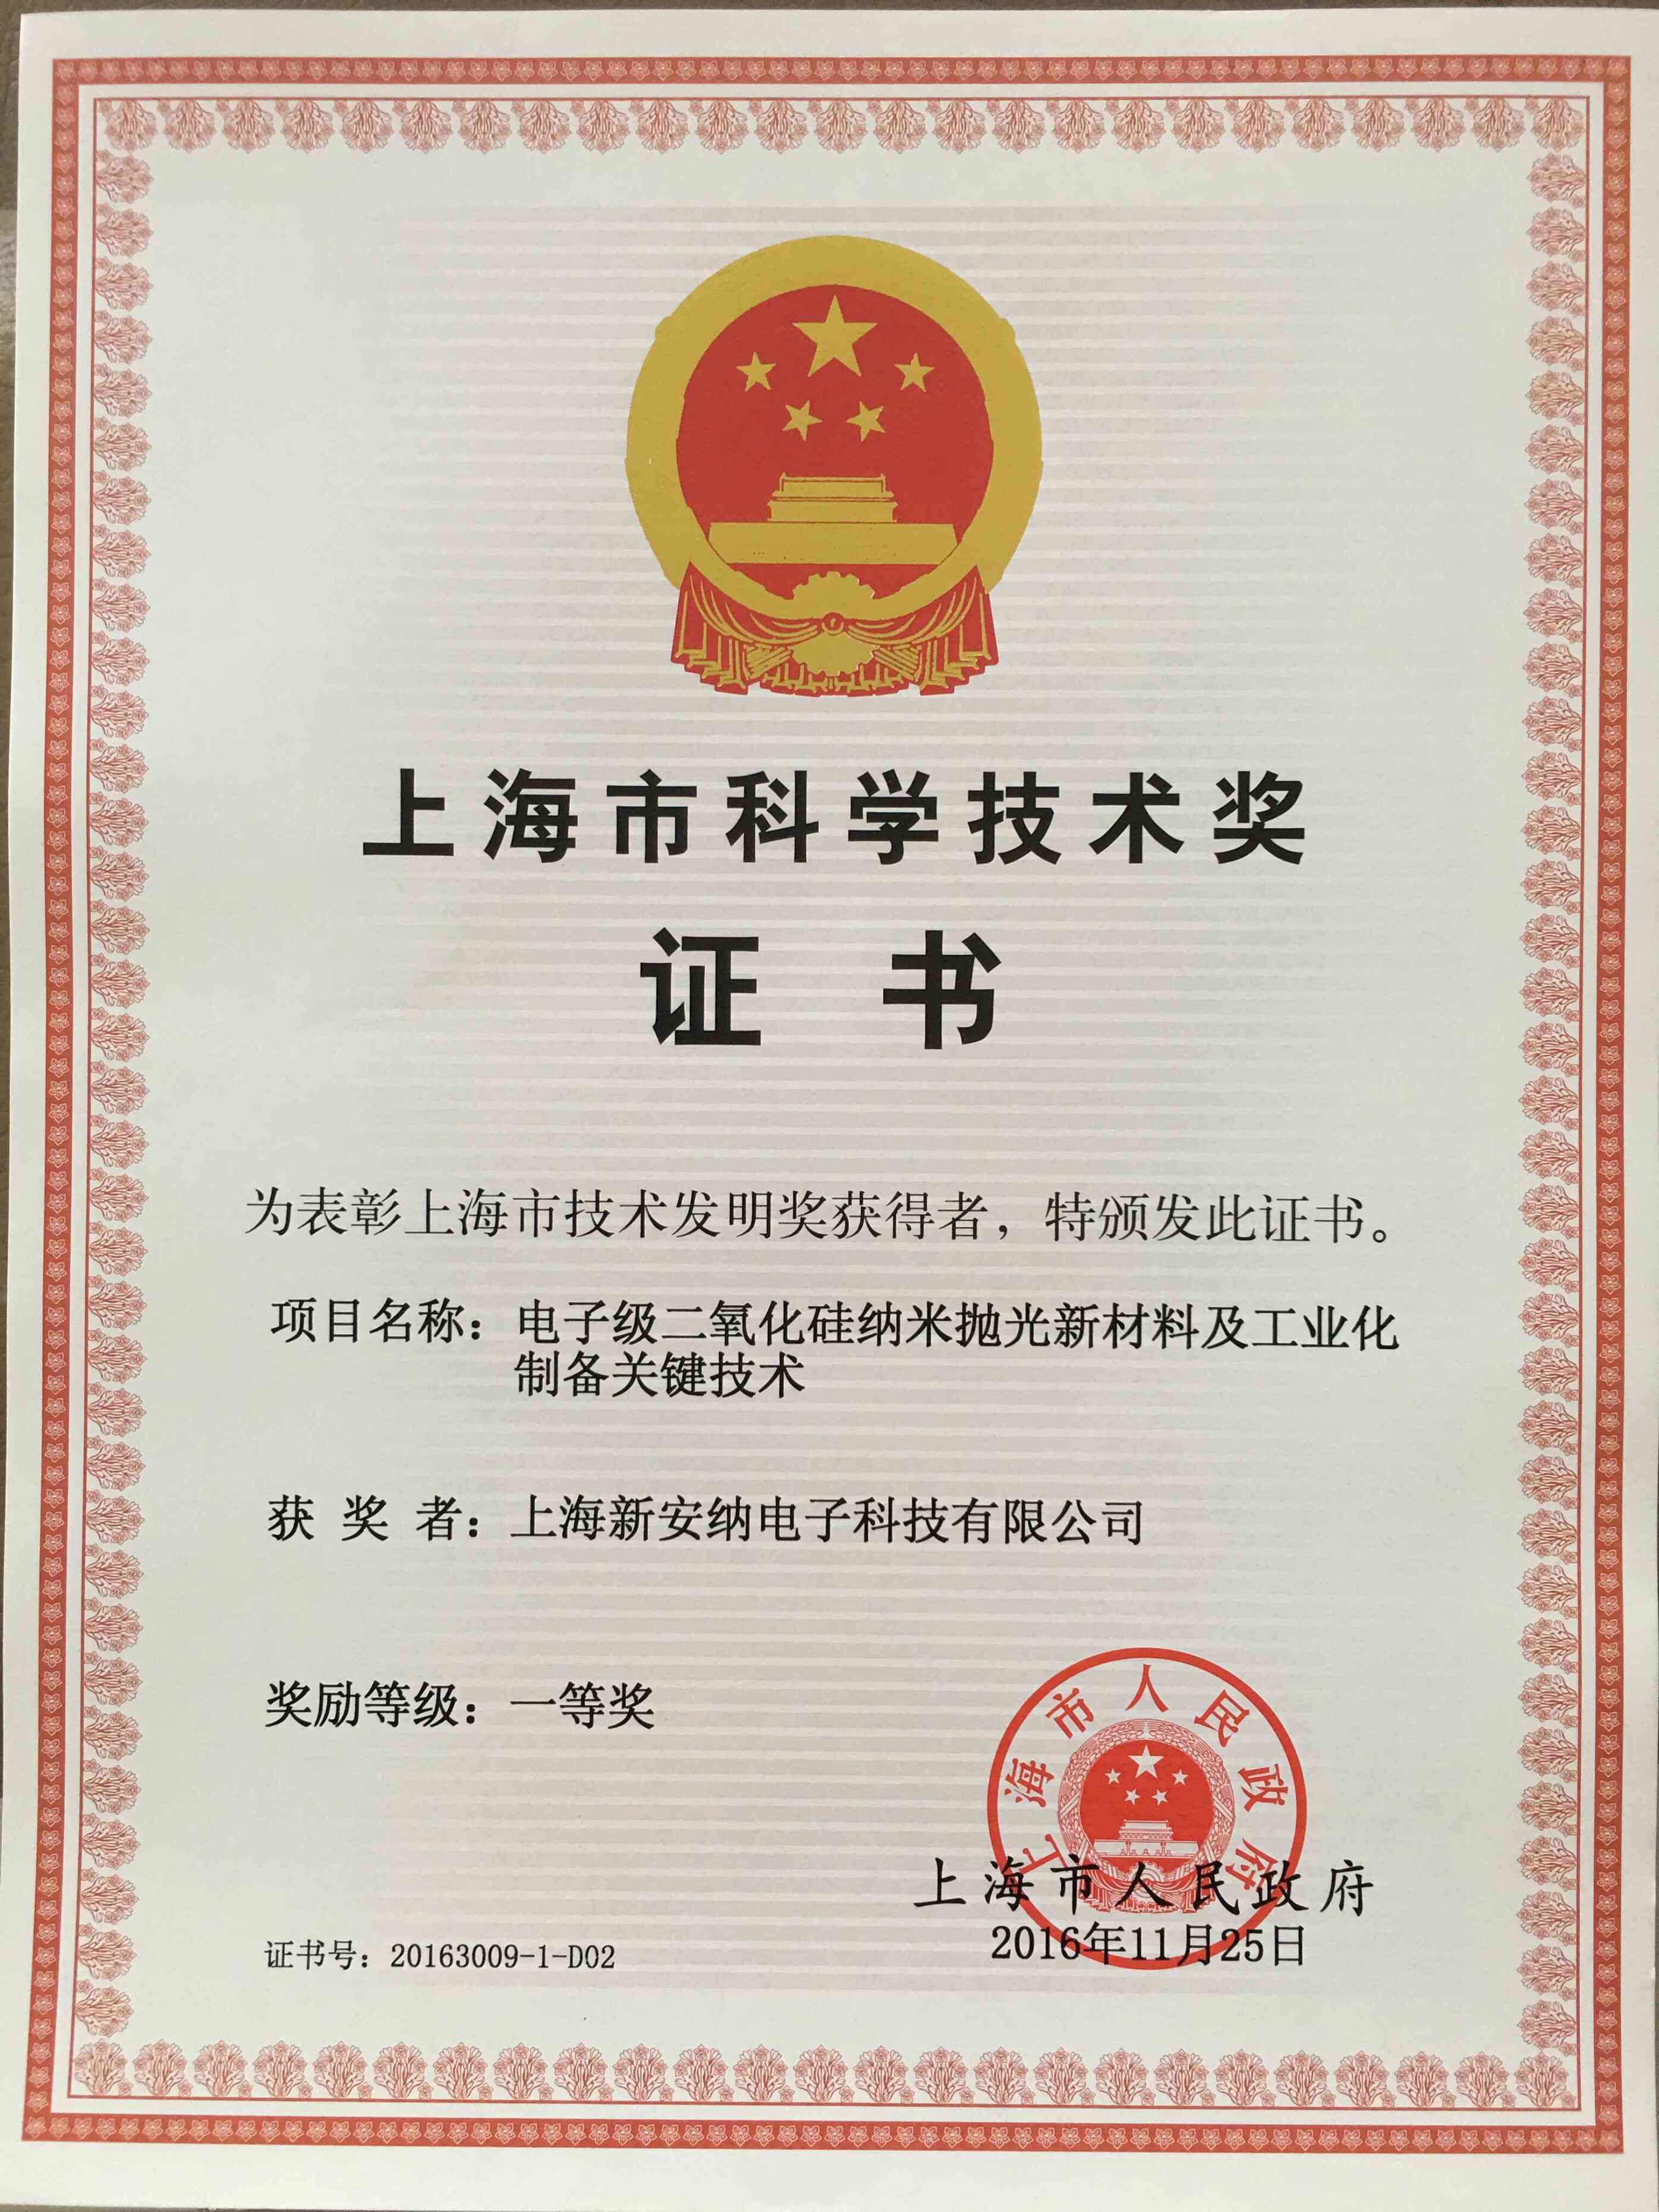 上海市科学技术奖
证 书
为表彰上海市技术发明奖获得者，特颁发此证书。
项目名称：电子级二氧化硅纳米抛光新材料及工业化
制备关键技术
获 奖 者：上海新安纳电子科技有限公司
奖励等级：一等奖
上海市人民政府
上海市人民政府
2016年11月25日
证书号：20163009-1-D02